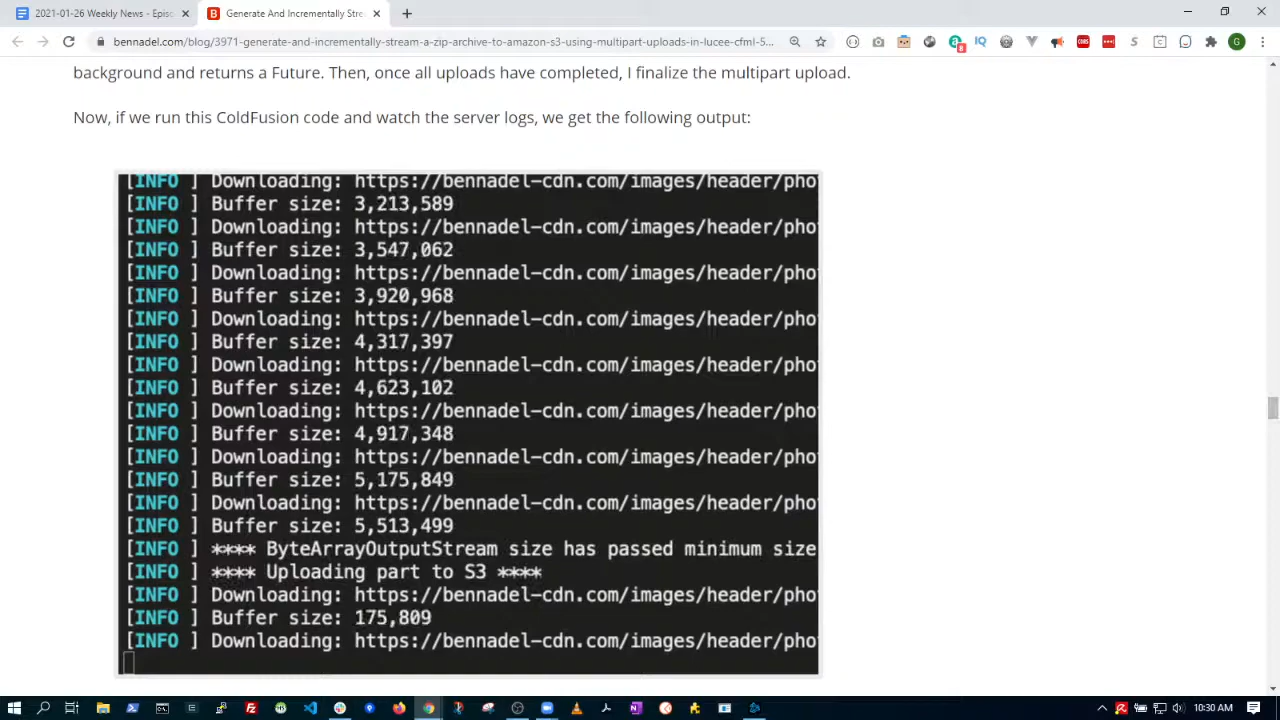 2021-01-26 Weekly News - Episo
Generate And Incrementally Stre
bennadel.com/blog/3971-generate-and-incrementally-stream-a-zip-archive-to-amazon-s3-using-multipart-uploads-in-lucee-cfml-5...
background and returns a Future. Then, once all uploads have completed, I finalize the multipart upload.
Now, if we run this ColdFusion code and watch the server logs, we get the following output:
[INFO ] Downloading: https://bennadel-cdn.com/images/header/pho
[INFO ] Buffer size: 3,213,589
[INFO ] Downloading: https://bennadel-cdn.com/images/header/pho
[INFO ] Buffer size: 3,547,062
[INFO ] Downloading: https://bennadel-cdn.com/images/header/pho
[INFO ] Buffer size: 3,920,968
[INFO ] Downloading: https://bennadel-cdn.com/images/header/pho
[INFO ] Buffer size: 4,317,397
[INFO ] Downloading: https://bennadel-cdn.com/images/header/pho
[INFO ] Buffer size: 4,623,102
[INFO ] Downloading: https://bennadel-cdn.com/images/header/pho
[INFO ] Buffer size: 4,917,348
[INFO ] Downloading: https://bennadel-cdn.com/images/header/pho
[INFO ] Buffer size: 5,175,849
[INFO ] Downloading: https://bennadel-cdn.com/images/header/pho
[INFO ] Buffer size: 5,513,499
[INFO ] **** ByteArrayOutputStream size has passed minimum size
[INFO ] **** Uploading part to S3 ****
[INFO ] Downloading: https://bennadel-cdn.com/images/header/pho
[INFO ] Buffer size: 175,809
[INFO ] Downloading: https://bennadel-cdn.com/images/header/pho
10:30 AM